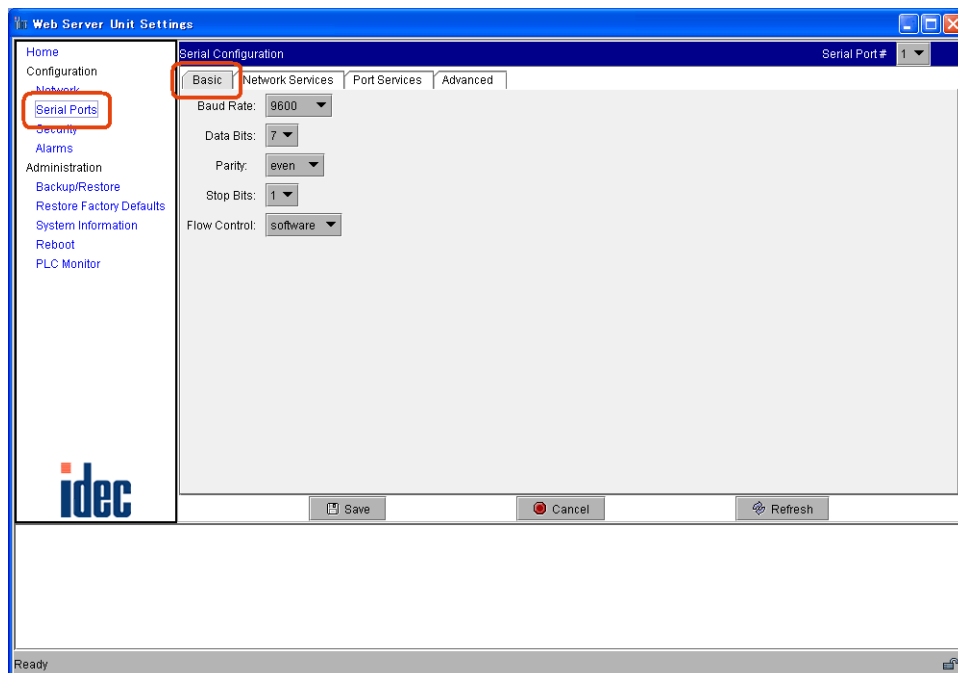 Web Server Unit Settings
Home
Configuration
Network
Serial Ports
Security
Alarms
Administration
Backup/Restore
Restore Factory Defaults
System Information
Reboot
PLC Monitor
idec
Serial Configuration
Serial Port# 1
Basic Network Services Port Services Advanced
Baud Rate: 9600
Data Bits: 7
Parity: even
Stop Bits: 1
Flow Control: software
Save Cancel Refresh
Ready